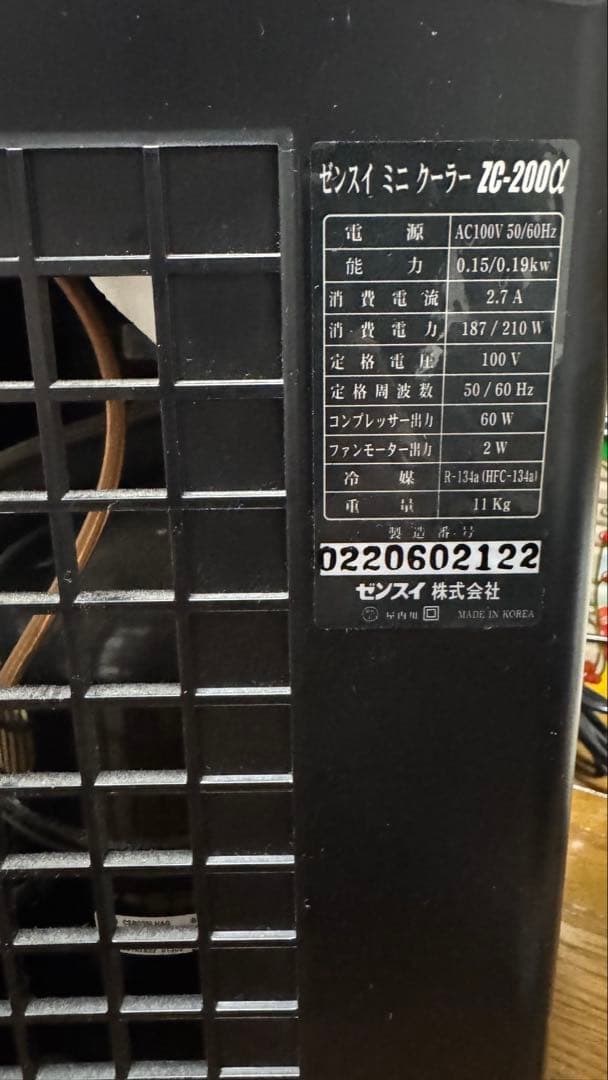 ゼンスイ ミニ クーラー ZC-200α
電源 AC100V 50/60Hz
能力 0.15/0.19kw
消費電流 2.7 A
消費電力 187/210 W
定格電圧 100 V
定格周波数 50/60 Hz
コンプレッサー出力 60 W
ファンモーター出力 2 W
冷媒 R-134a (HFC-134a)
重量 11 Kg
製造番号
0220602122
ゼンスイ 株式会社
屋内用 MADE IN KOREA